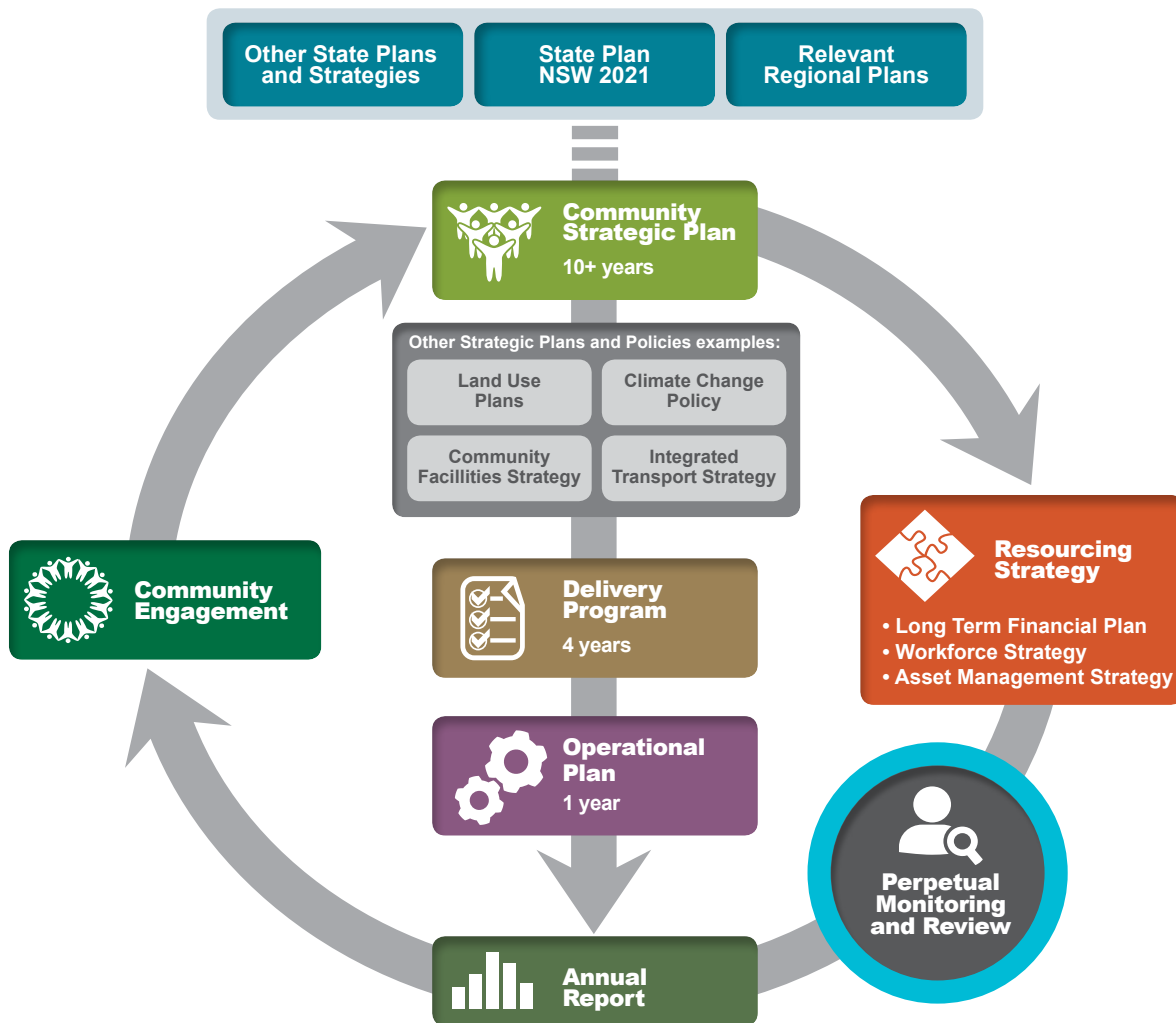 Other State Plans
and Strategies
State Plan
NSW 2021
Relevant
Regional Plans
Community
Strategic Plan
10+ years
Other Strategic Plans and Policies examples:
Land Use
Plans
Climate Change
Policy
Community
Facillities Strategy
Integrated
Transport Strategy
Community
Engagement
Delivery
Program
4 years
Resourcing
Strategy
• Long Term Financial Plan
• Workforce Strategy
• Asset Management Strategy
Operational
Plan
1 year
Perpetual
Monitoring
and Review
Annual
Report